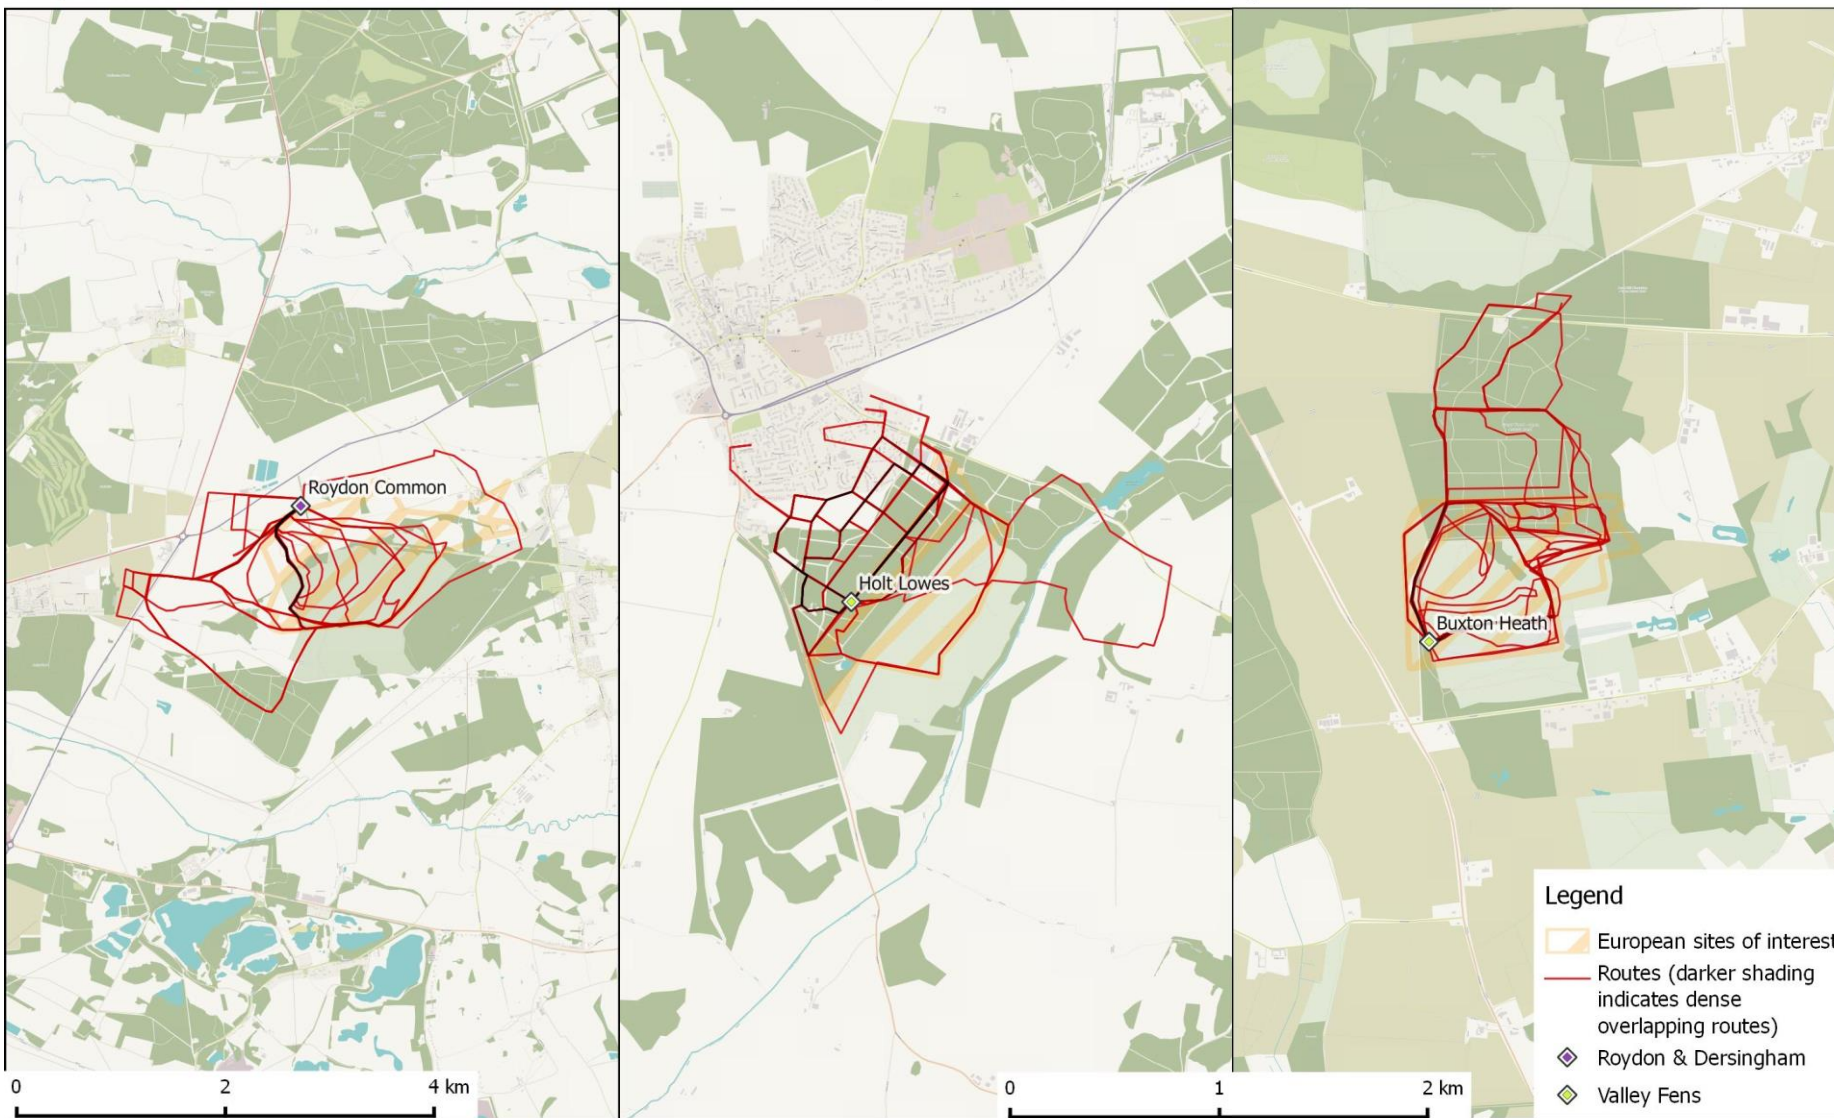 Roydon Common
Holt Lowes
Buxton Heath
Legend
European sites of interest
Routes (darker shading
indicates dense
overlapping routes)
Roydon & Dersingham
Valley Fens
0 2 4 km
0 1 2 km